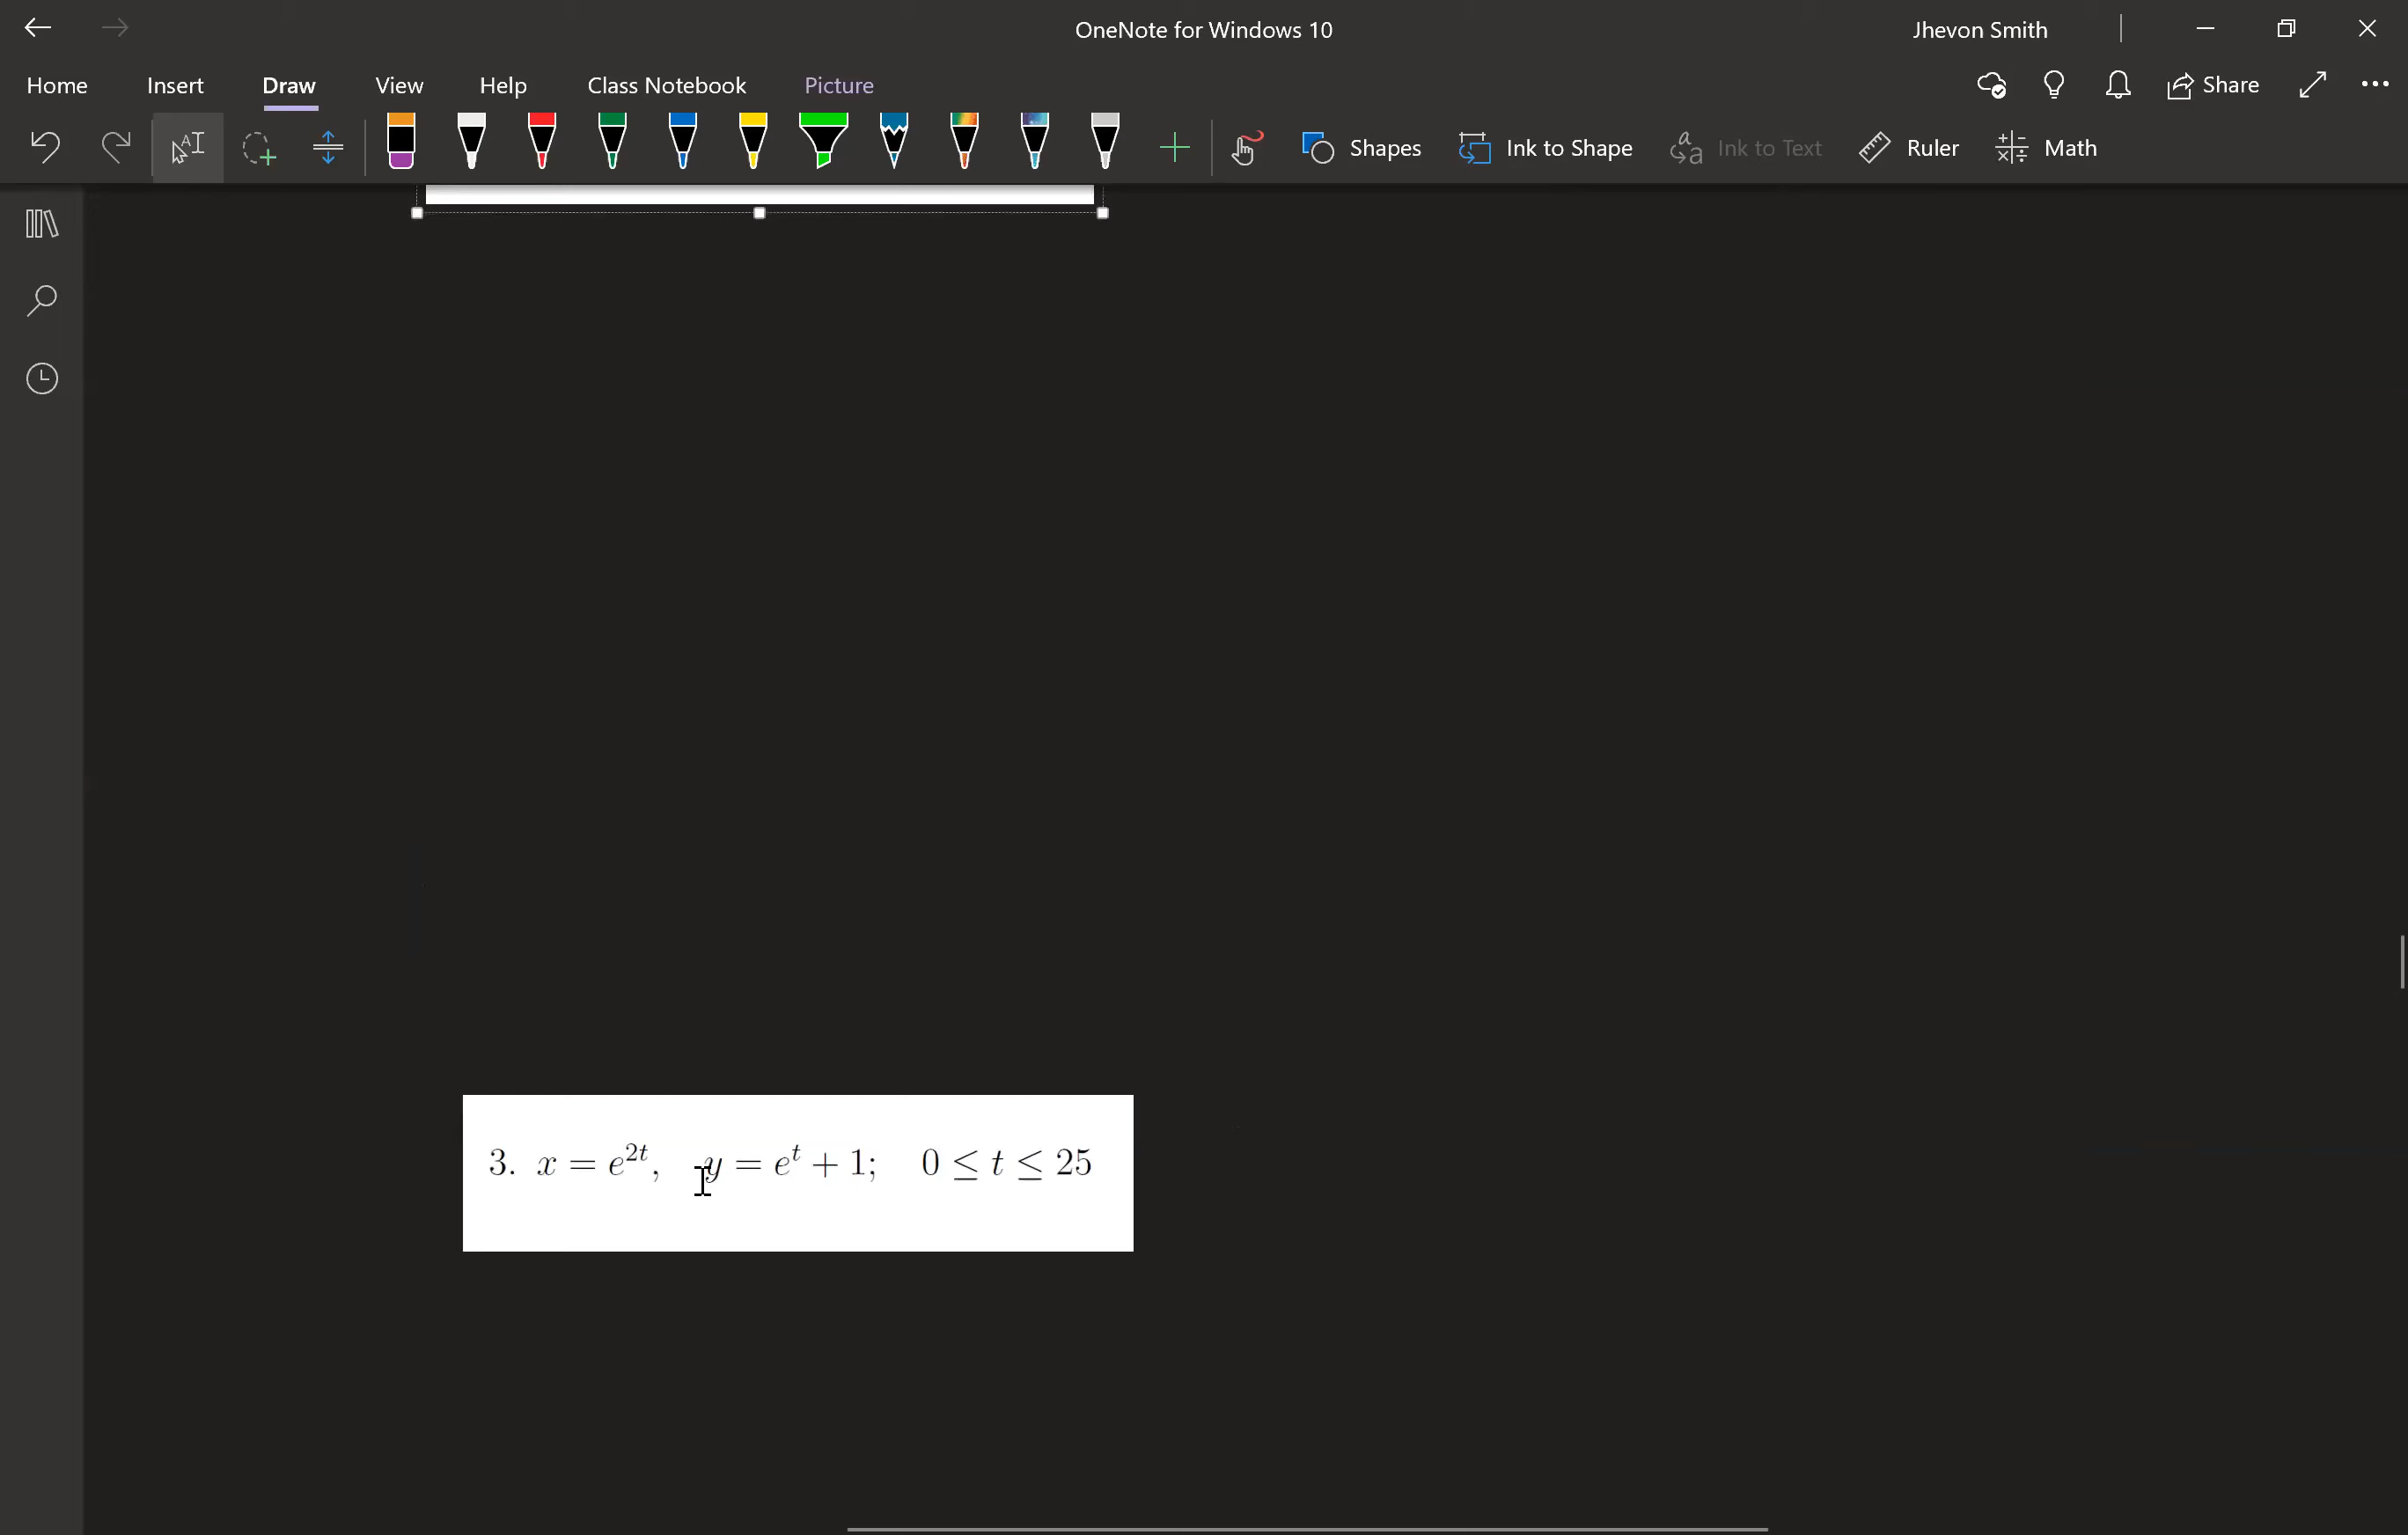 OneNote for Windows 10
Jhevon Smith
Home Insert Draw View Help Class Notebook Picture
Share
Shapes Ink to Shape Ink to Text Ruler Math
3. x = e^{2t}, y = e^t + 1; 0 ≤ t ≤ 25